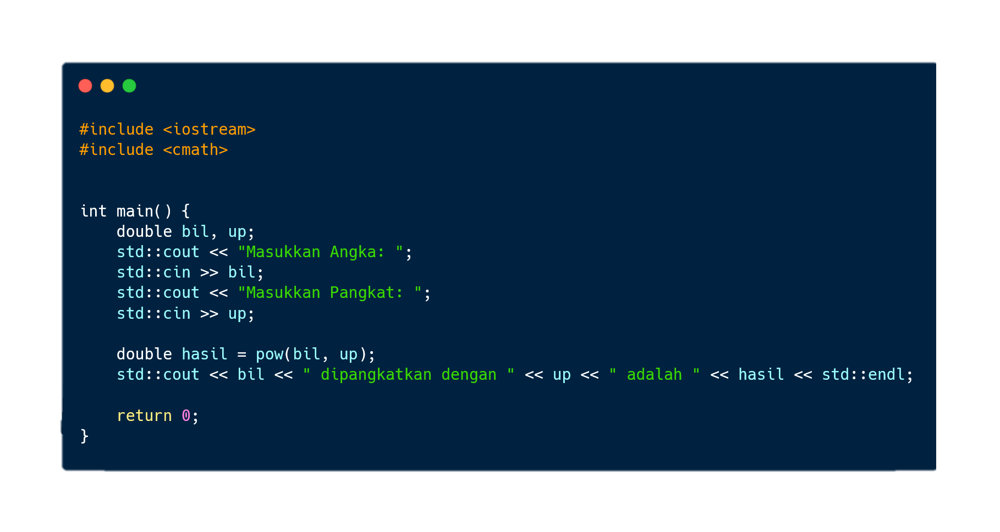 #include <iostream>
#include <cmath>
int main() {
    double bil, up;
    std::cout << "Masukkan Angka: ";
    std::cin >> bil;
    std::cout << "Masukkan Pangkat: ";
    std::cin >> up;
    double hasil = pow(bil, up);
    std::cout << bil << " dipangkatkan dengan " << up << " adalah " << hasil << std::endl;
    return 0;
}